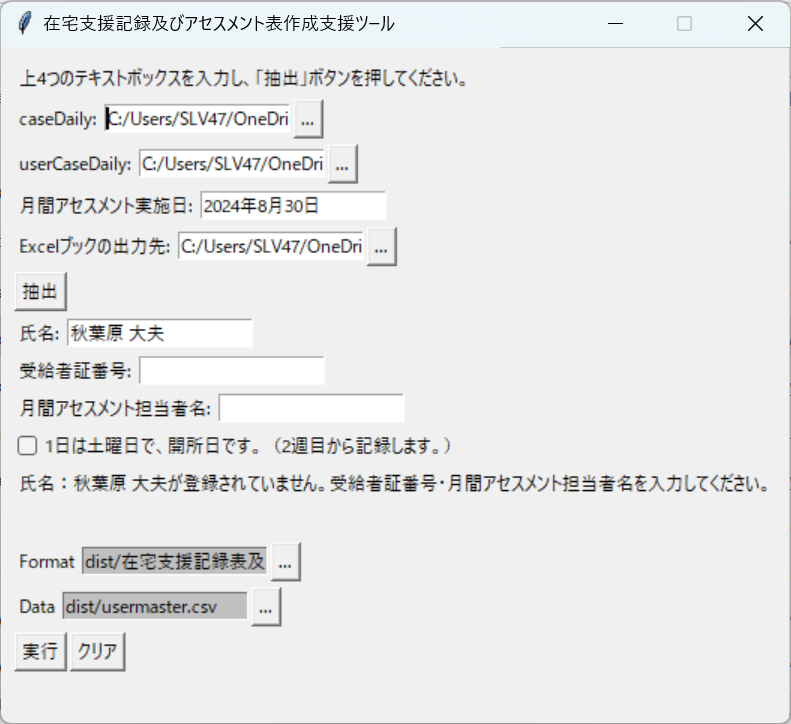 在宅支援記録及びアセスメント表作成支援ツール
上4つのテキストボックスを入力し、「抽出」ボタンを押してください。
caseDaily: C:/Users/SLV47/OneDri ...
userCaseDaily: C:/Users/SLV47/OneDri ...
月間アセスメント実施日: 2024年8月30日
Excelブックの出力先: C:/Users/SLV47/OneDri ...
抽出
氏名: 秋葉原 大夫
受給者証番号:
月間アセスメント担当者名:
1日は土曜日で、開所日です。（2週目から記録します。）
氏名：秋葉原 大夫が登録されていません。受給者証番号・月間アセスメント担当者名を入力してください。
Format dist/在宅支援記録表及 ...
Data dist/usermaster.csv ...
実行 クリア